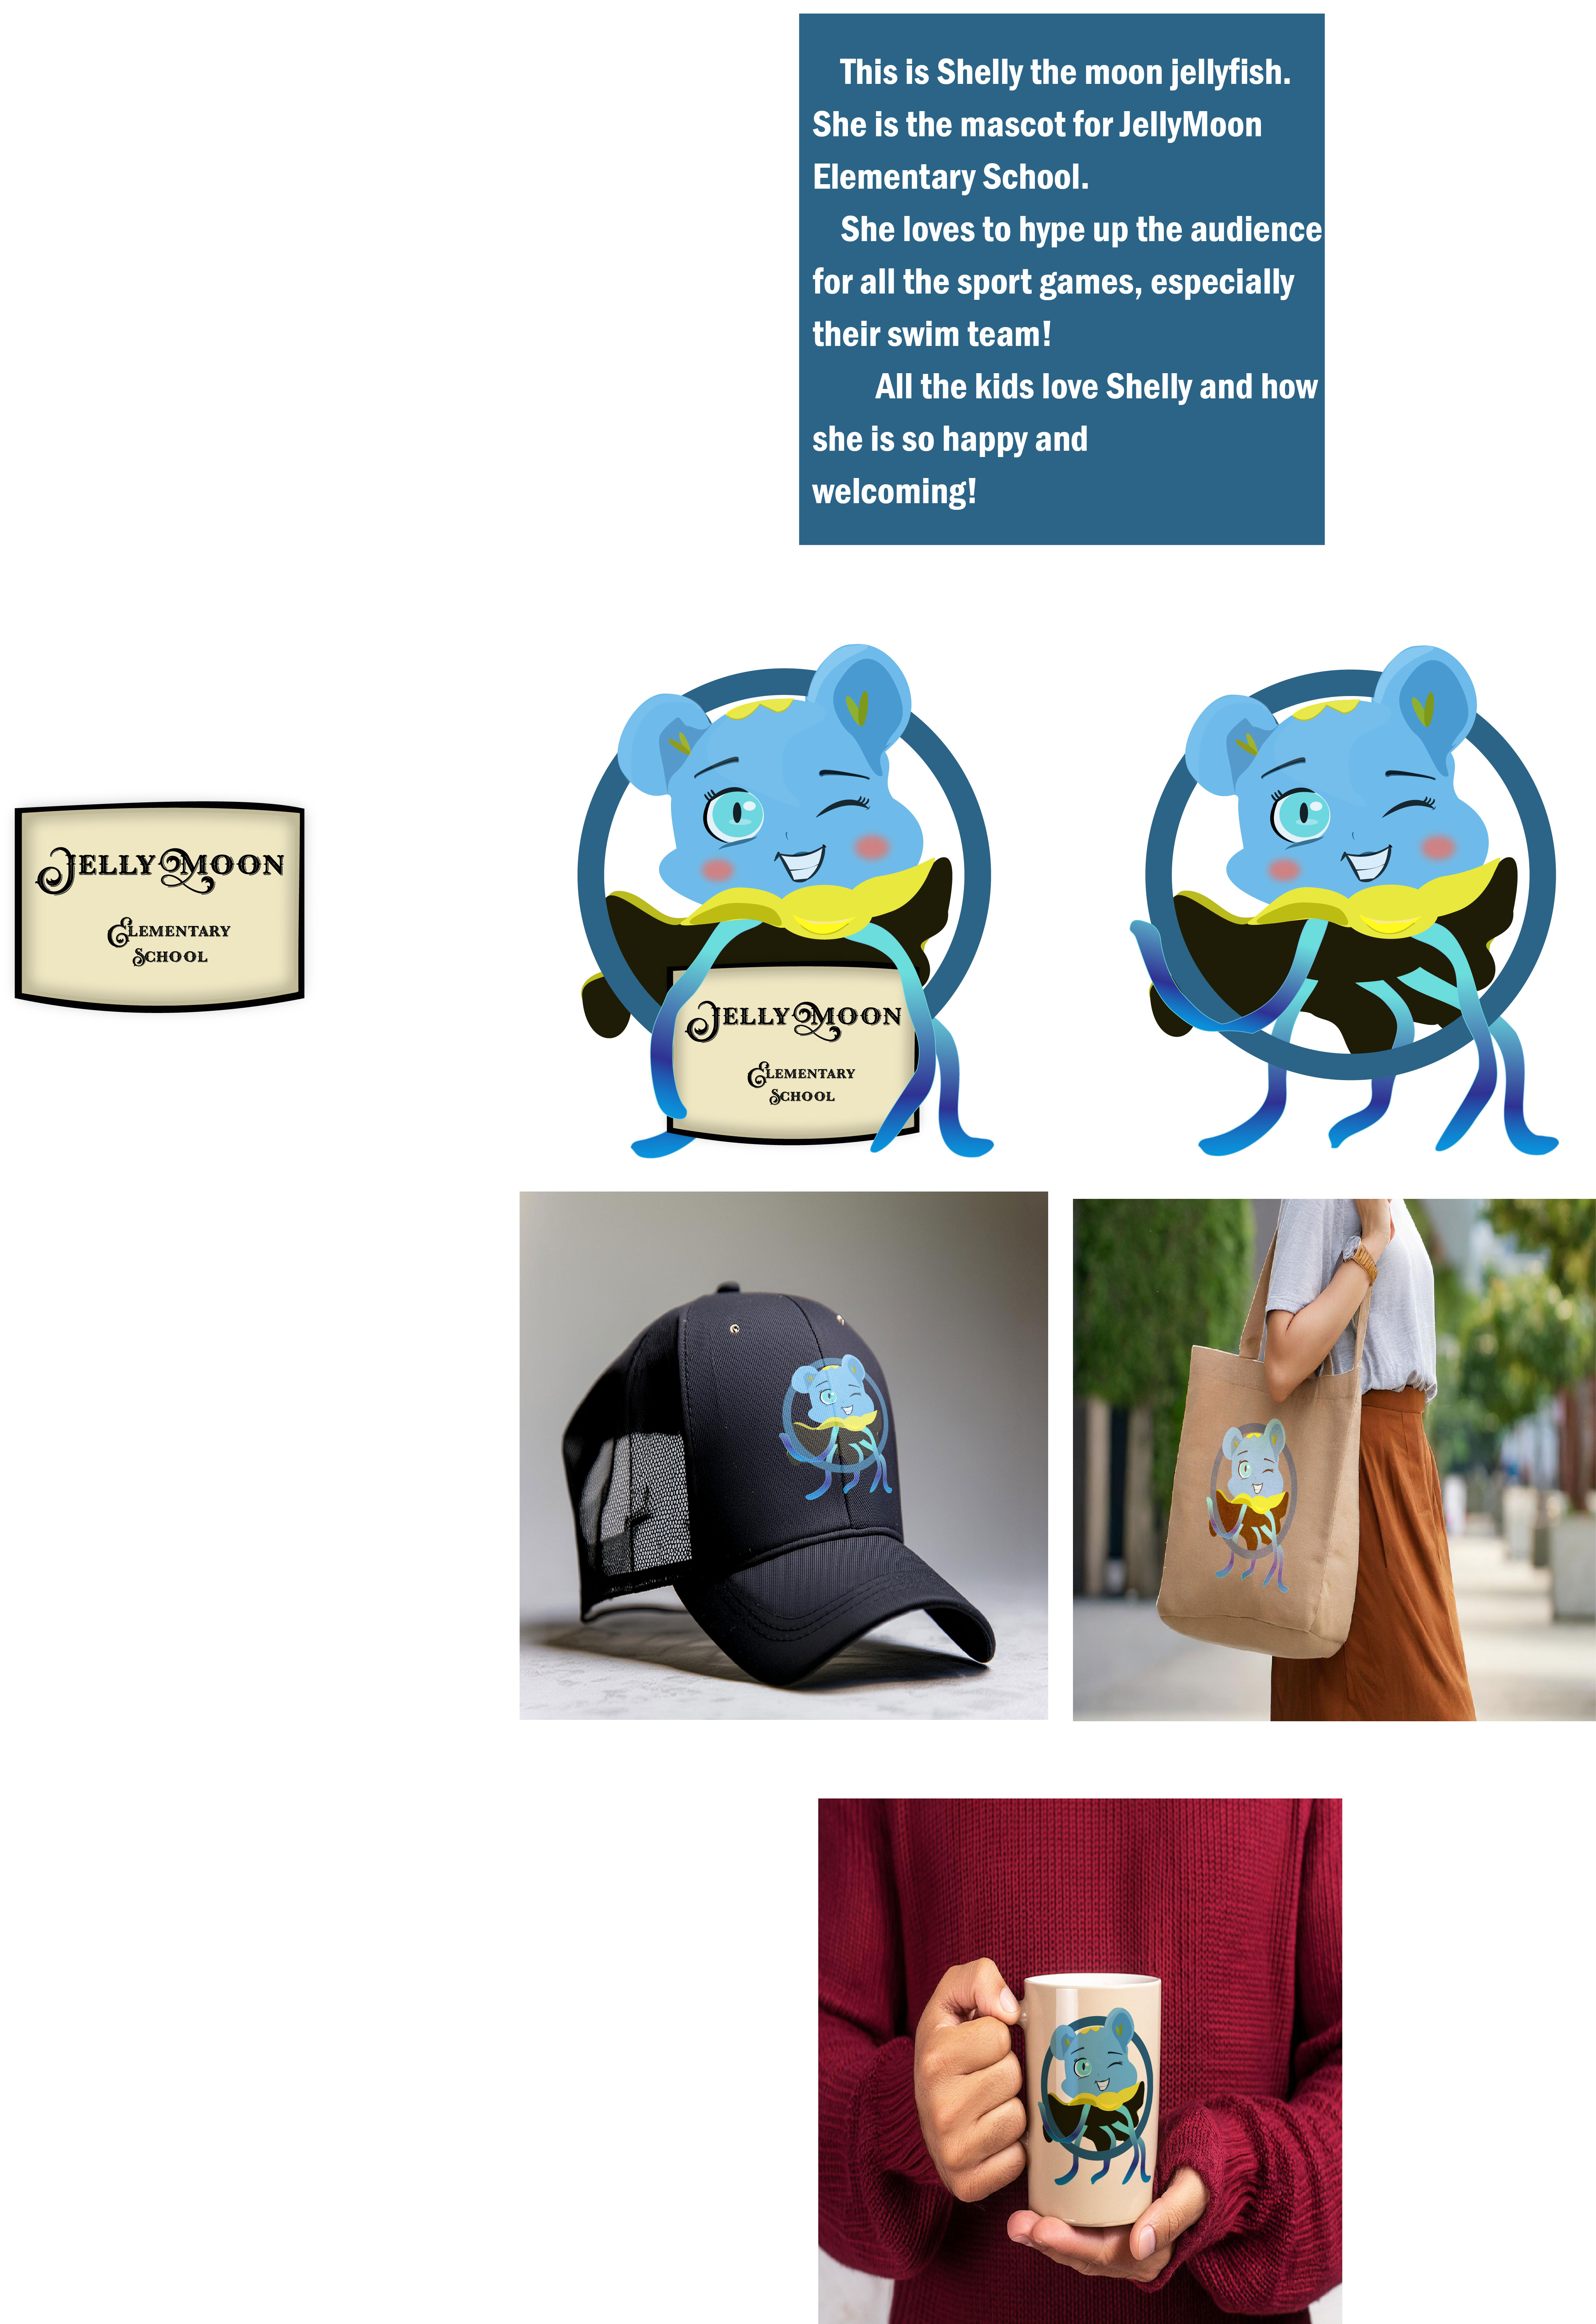 This is Shelly the moon jellyfish.
She is the mascot for JellyMoon
Elementary School.
She loves to hype up the audience
for all the sport games, especially
their swim team!
All the kids love Shelly and how
she is so happy and
welcoming!
Jelly Moon
Elementary
School
Jelly Moon
Elementary
School